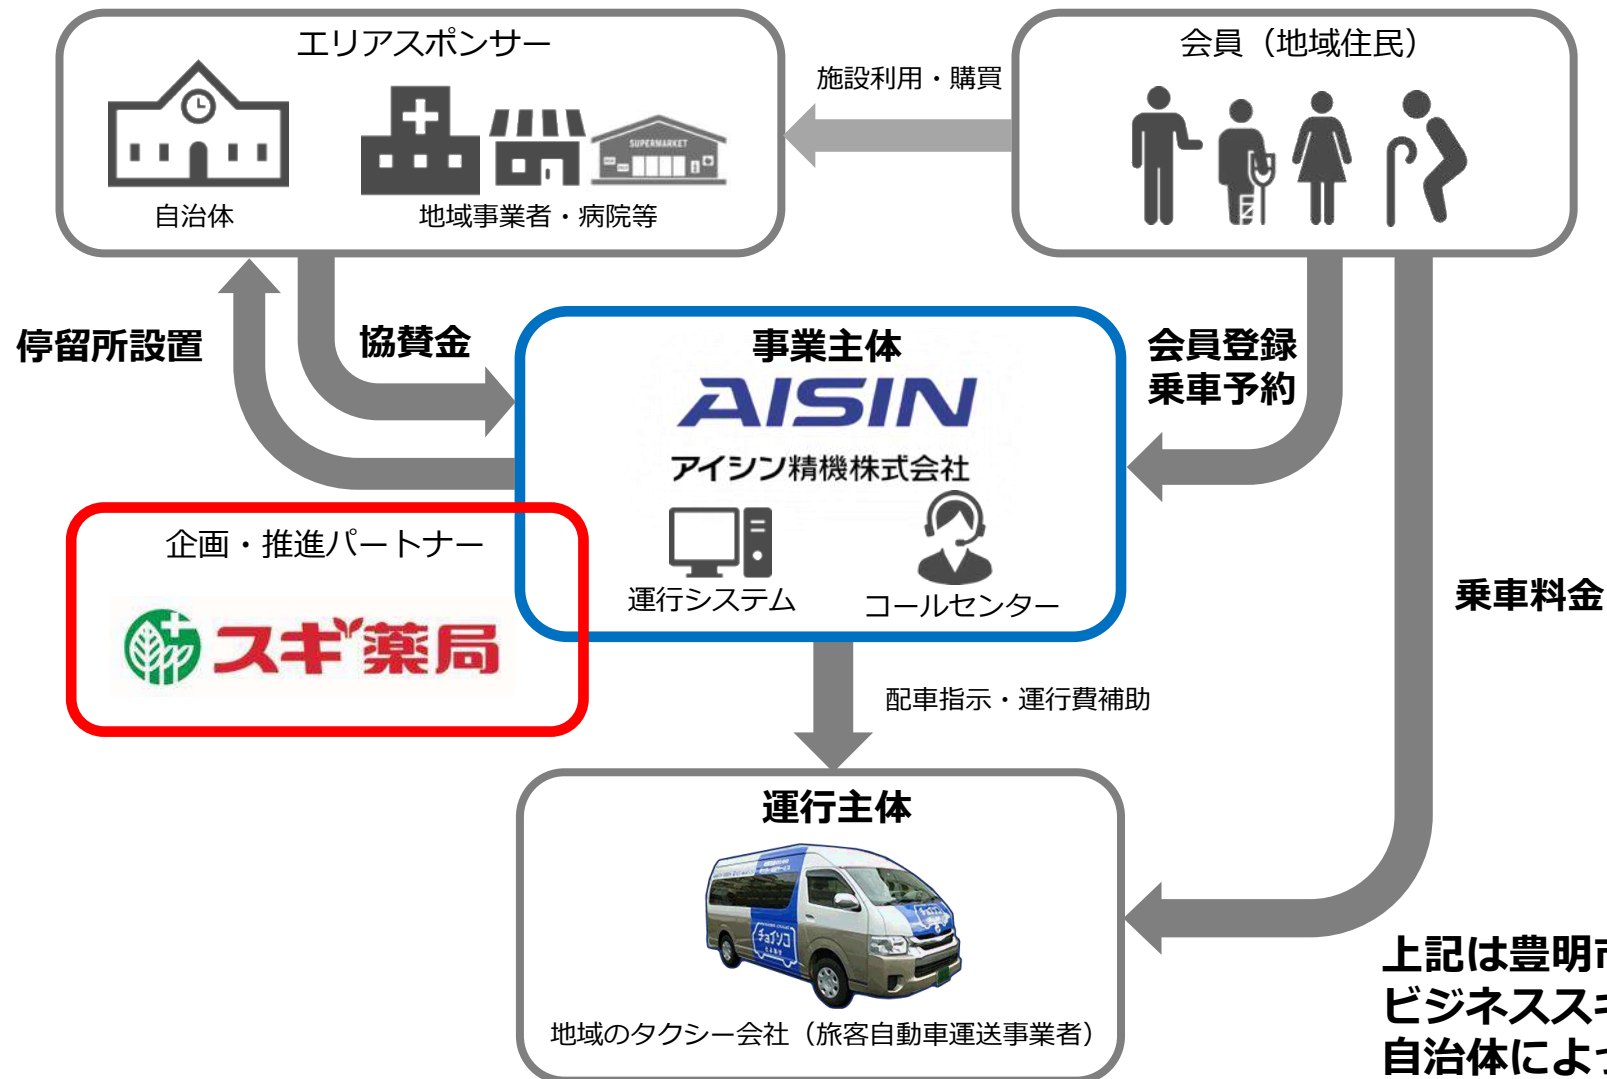 エリアスポンサー
自治体
SUPERMARKET
地域事業者・病院等
施設利用・購買
会員（地域住民）
停留所設置
協賛金
事業主体
AISIN
アイシン精機株式会社
運行システム
コールセンター
会員登録
乗車予約
企画・推進パートナー
スギ薬局
乗車料金
配車指示・運行費補助
運行主体
チョイソコ
地域のタクシー会社（旅客自動車運送事業者）
上記は豊明市
ビジネススキ
自治体によっ